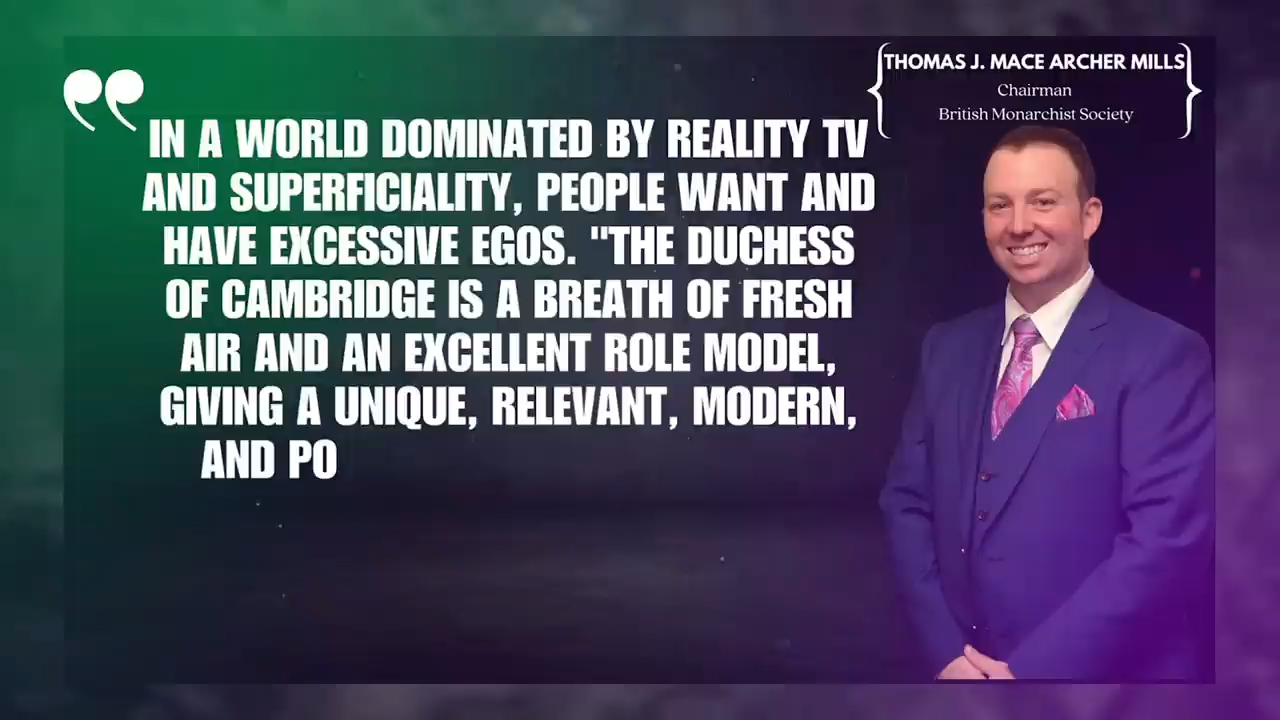 THOMAS J. MACE ARCHER MILLS
Chairman
British Monarchist Society
IN A WORLD DOMINATED BY REALITY TV
AND SUPERFICIALITY, PEOPLE WANT AND
HAVE EXCESSIVE EGOS. "THE DUCHESS
OF CAMBRIDGE IS A BREATH OF FRESH
AIR AND AN EXCELLENT ROLE MODEL,
GIVING A UNIQUE, RELEVANT, MODERN,
AND PO